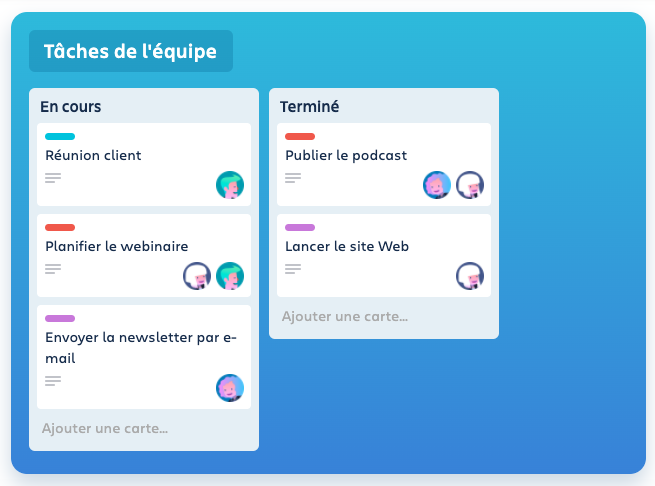 Tâches de l'équipe
En cours
Réunion client
Planifier le webinaire
Envoyer la newsletter par e-
mail
Ajouter une carte...
Terminé
Publier le podcast
Lancer le site Web
Ajouter une carte...